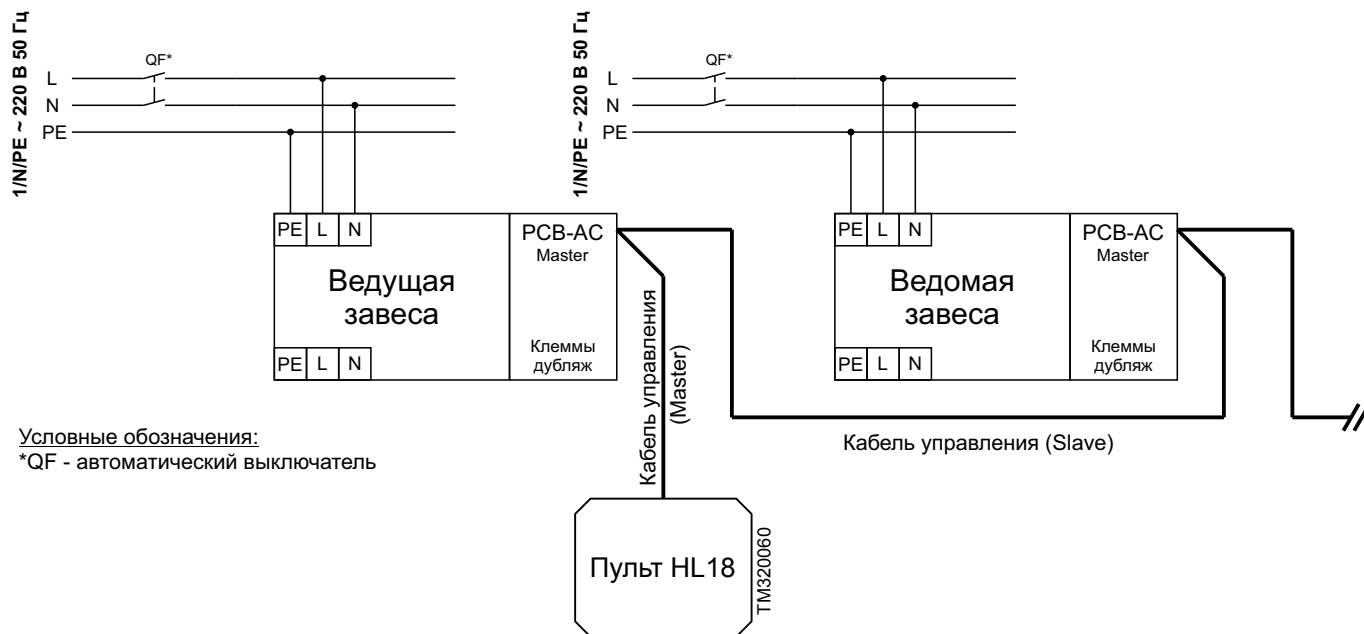 1/N/PE ~ 220 В 50 Гц
QF*
L
N
PE
PE L N
PCB-AC
Master
Ведущая
завеса
Клеммы
дубляж
PE L N
1/N/PE ~ 220 В 50 Гц
QF*
L
N
PE
PE L N
PCB-AC
Master
Ведомая
завеса
Клеммы
дубляж
PE L N
Кабель управления
(Master)
Кабель управления (Slave)
Условные обозначения:
*QF - автоматический выключатель
Пульт HL18
TM320060